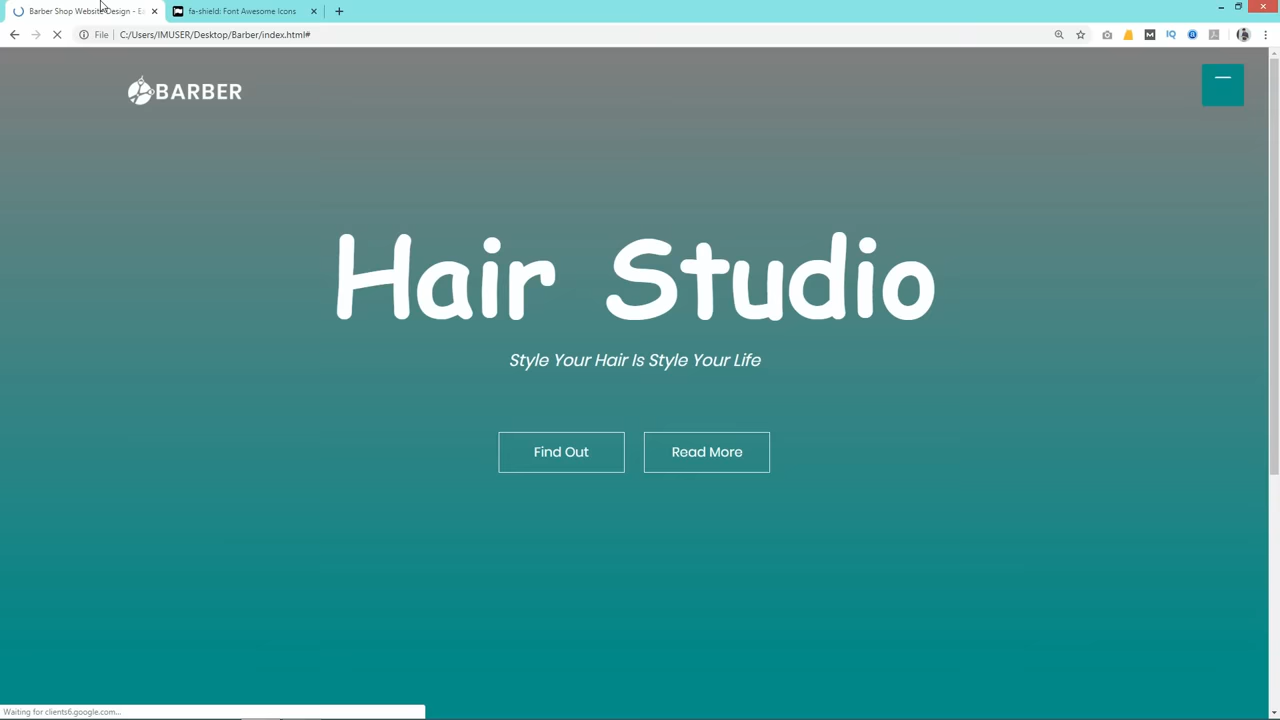 Barber Shop Website Design - Ea
fa-shield: Font Awesome Icons
File
C:/Users/IMUSER/Desktop/Barber/index.html#
BARBER
Hair Studio
Style Your Hair Is Style Your Life
Find Out
Read More
Waiting for clients6.google.com...